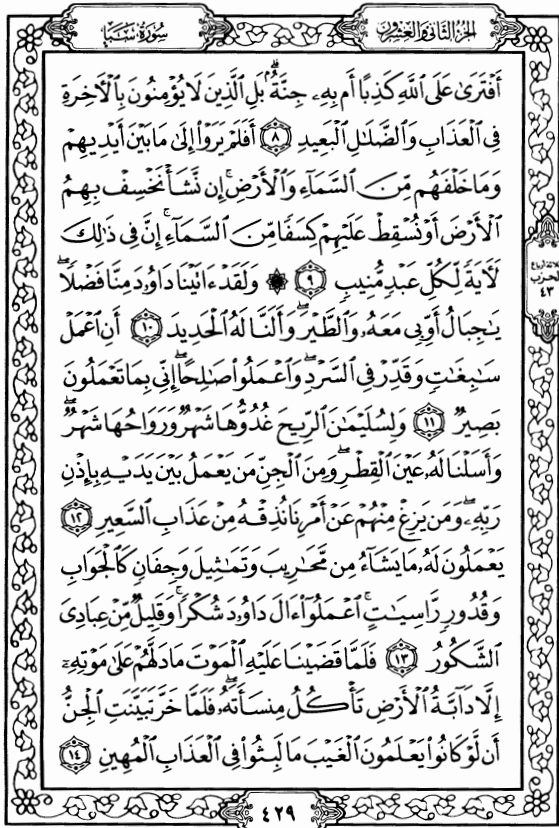 سورة سبإ
الجزء الثاني والعشرون
أَفْتَرَىٰ عَلَى ٱللَّهِ كَذِبًا أَم بِهِۦ جِنَّةٌۢ ۗ بَلِ ٱلَّذِينَ لَا يُؤْمِنُونَ بِٱلْـَٔاخِرَةِ
فِى ٱلْعَذَابِ وَٱلضَّلَـٰلِ ٱلْبَعِيدِ ٨ أَفَلَمْ يَرَوْا۟ إِلَىٰ مَا بَيْنَ أَيْدِيهِمْ
وَمَا خَلْفَهُم مِّنَ ٱلسَّمَآءِ وَٱلْأَرْضِ ۚ إِن نَّشَأْ نَخْسِفْ بِهِمُ
ٱلْأَرْضَ أَوْ نُسْقِطْ عَلَيْهِمْ كِسَفًا مِّنَ ٱلسَّمَآءِ ۚ إِنَّ فِى ذَٰلِكَ
لَـَٔايَةً لِّكُلِّ عَبْدٍ مُّنِيبٍ ٩ ۞ وَلَقَدْ ءَاتَيْنَا دَاوُۥدَ مِنَّا فَضْلًا ۖ
يَـٰجِبَالُ أَوِّبِى مَعَهُۥ وَٱلطَّيْرَ ۖ وَأَلَنَّا لَهُ ٱلْحَدِيدَ ١٠ أَنِ ٱعْمَلْ
سَـٰبِغَـٰتٍ وَقَدِّرْ فِى ٱلسَّرْدِ ۖ وَٱعْمَلُوا۟ صَـٰلِحًا ۖ إِنِّى بِمَا تَعْمَلُونَ
بَصِيرٌ ١١ وَلِسُلَيْمَـٰنَ ٱلرِّيحَ غُدُوُّهَا شَهْرٌ وَرَوَاحُهَا شَهْرٌ ۖ
وَأَسَلْنَا لَهُۥ عَيْنَ ٱلْقِطْرِ ۖ وَمِنَ ٱلْجِنِّ مَن يَعْمَلُ بَيْنَ يَدَيْهِ بِإِذْنِ
رَبِّهِۦ ۖ وَمَن يَزِغْ مِنْهُمْ عَنْ أَمْرِنَا نُذِقْهُ مِنْ عَذَابِ ٱلسَّعِيرِ ١٢
يَعْمَلُونَ لَهُۥ مَا يَشَآءُ مِن مَّحَـٰرِيبَ وَتَمَـٰثِيلَ وَجِفَانٍ كَٱلْجَوَابِ
وَقُدُورٍ رَّاسِيَـٰتٍ ۚ ٱعْمَلُوٓا۟ ءَالَ دَاوُۥدَ شُكْرًا ۚ وَقَلِيلٌ مِّنْ عِبَادِىَ
ٱلشَّكُورُ ١٣ فَلَمَّا قَضَيْنَا عَلَيْهِ ٱلْمَوْتَ مَا دَلَّهُمْ عَلَىٰ مَوْتِهِۦٓ
إِلَّا دَآبَّةُ ٱلْأَرْضِ تَأْكُلُ مِنسَأَتَهُۥ ۖ فَلَمَّا خَرَّ تَبَيَّنَتِ ٱلْجِنُّ
أَن لَّوْ كَانُوا۟ يَعْلَمُونَ ٱلْغَيْبَ مَا لَبِثُوا۟ فِى ٱلْعَذَابِ ٱلْمُهِينِ ١٤
الحزب
٤٣
٤٢٩